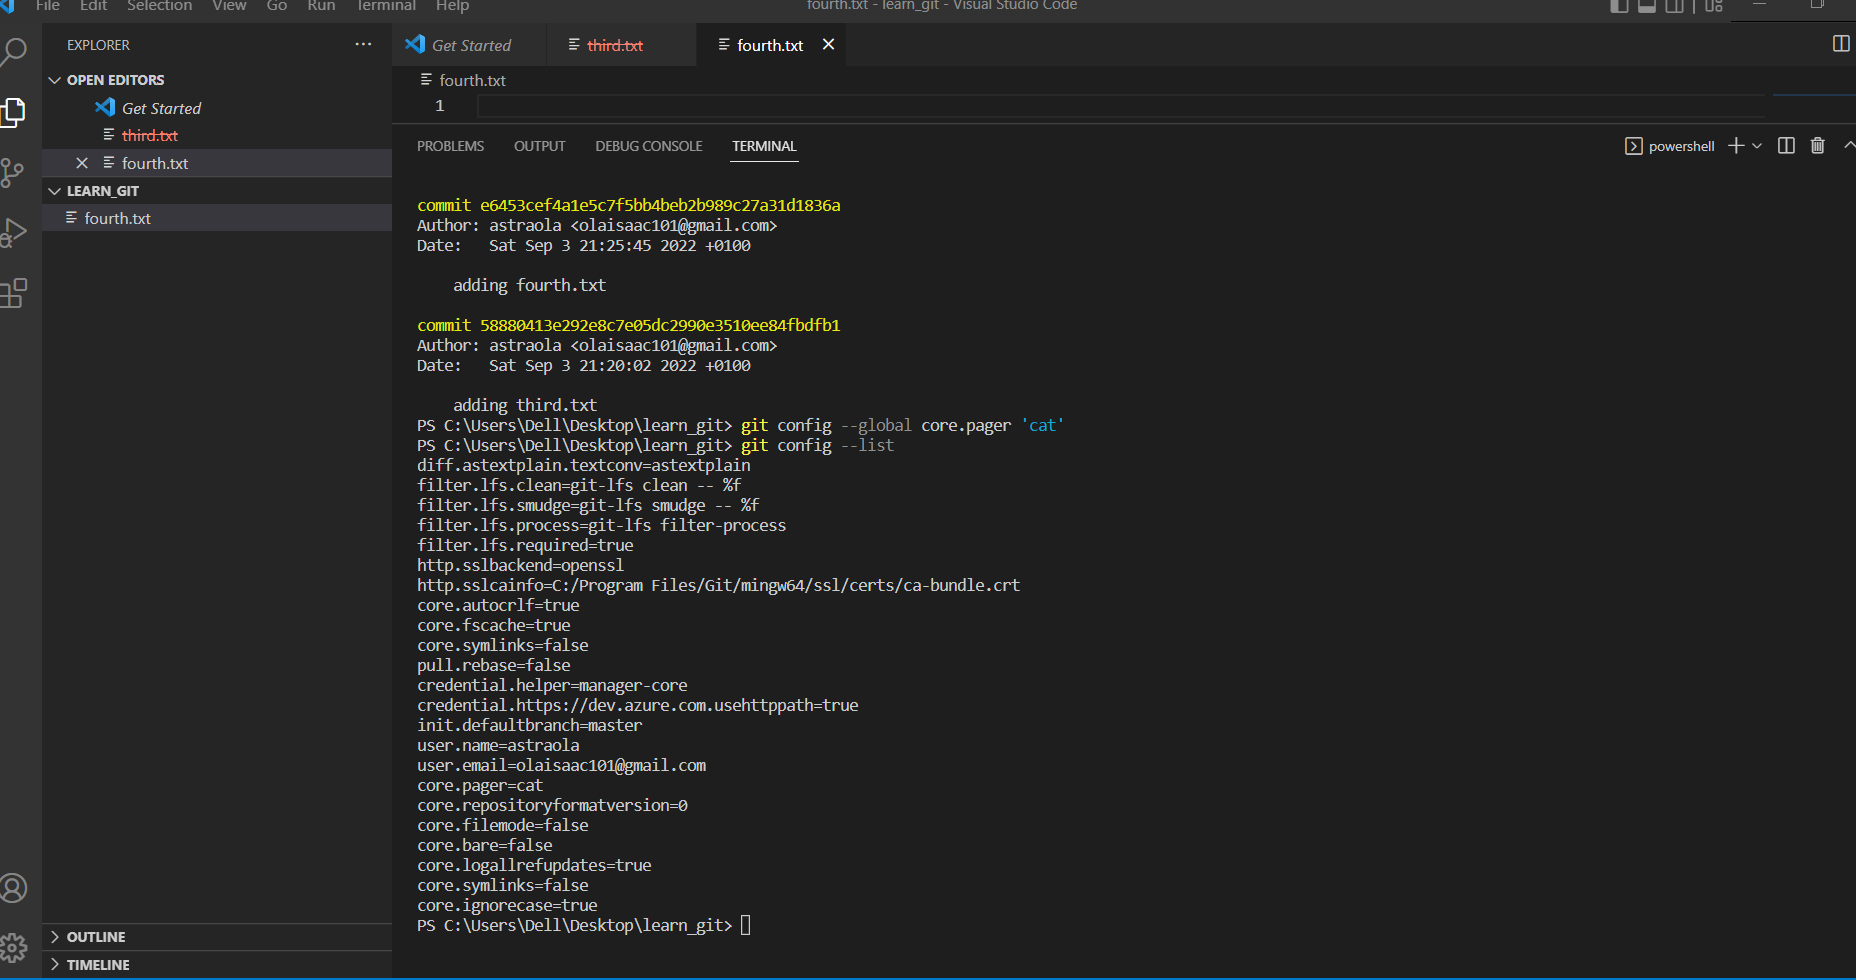 File Edit Selection View Go Run Terminal Help
fourth.txt - learn_git - Visual Studio Code
EXPLORER
OPEN EDITORS
Get Started
third.txt
fourth.txt
LEARN_GIT
fourth.txt
OUTLINE
TIMELINE
Get Started third.txt fourth.txt
fourth.txt
1
PROBLEMS OUTPUT DEBUG CONSOLE TERMINAL
powershell
commit e6453cef4a1e5c7f5bb4beb2b989c27a31d1836a
Author: astraola <olaisaac101@gmail.com>
Date:   Sat Sep 3 21:25:45 2022 +0100
adding fourth.txt
commit 58880413e292e8c7e05dc2990e3510ee84fbdfb1
Author: astraola <olaisaac101@gmail.com>
Date:   Sat Sep 3 21:20:02 2022 +0100
adding third.txt
PS C:\Users\Dell\Desktop\learn_git> git config --global core.pager 'cat'
PS C:\Users\Dell\Desktop\learn_git> git config --list
diff.astextplain.textconv=astextplain
filter.lfs.clean=git-lfs clean -- %f
filter.lfs.smudge=git-lfs smudge -- %f
filter.lfs.process=git-lfs filter-process
filter.lfs.required=true
http.sslbackend=openssl
http.sslcainfo=C:/Program Files/Git/mingw64/ssl/certs/ca-bundle.crt
core.autocrlf=true
core.fscache=true
core.symlinks=false
pull.rebase=false
credential.helper=manager-core
credential.https://dev.azure.com.usehttppath=true
init.defaultbranch=master
user.name=astraola
user.email=olaisaac101@gmail.com
core.pager=cat
core.repositoryformatversion=0
core.filemode=false
core.bare=false
core.logallrefupdates=true
core.symlinks=false
core.ignorecase=true
PS C:\Users\Dell\Desktop\learn_git>